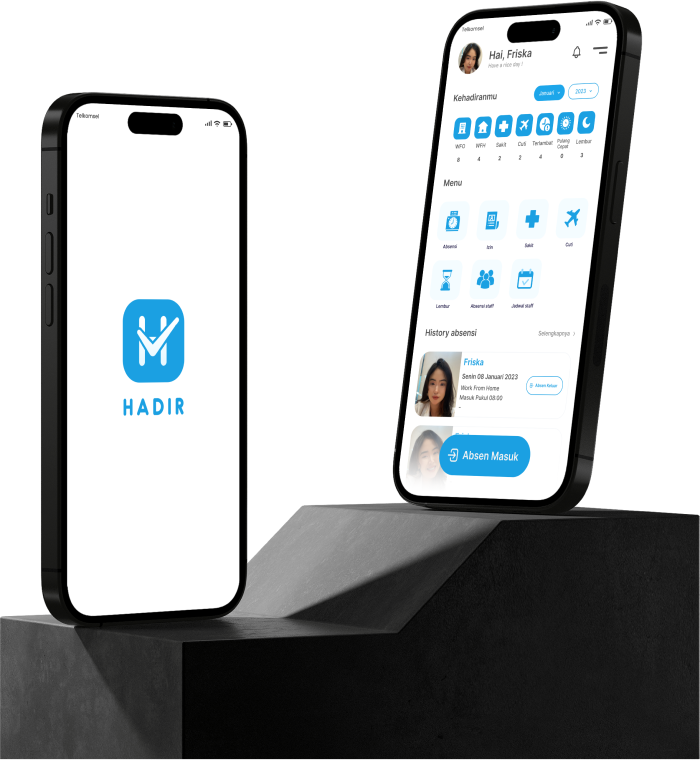 Telkomsel
HADIR
Telkomsel
Hai, Friska
Have a nice day !
Kehadiranmu
Januari
2023
WFO
WFH
Sakit
Cuti
Terlambat
Pulang
Cepat
Lembur
8
4
2
2
4
0
3
Menu
Absensi
Izin
Sakit
Cuti
Lembur
Absensi staff
Jadwal staff
History absensi
Selengkapnya
Friska
Senin 08 Januari 2023
Work From Home
Masuk Pukul 08:00
-
Absen Keluar
Absen Masuk